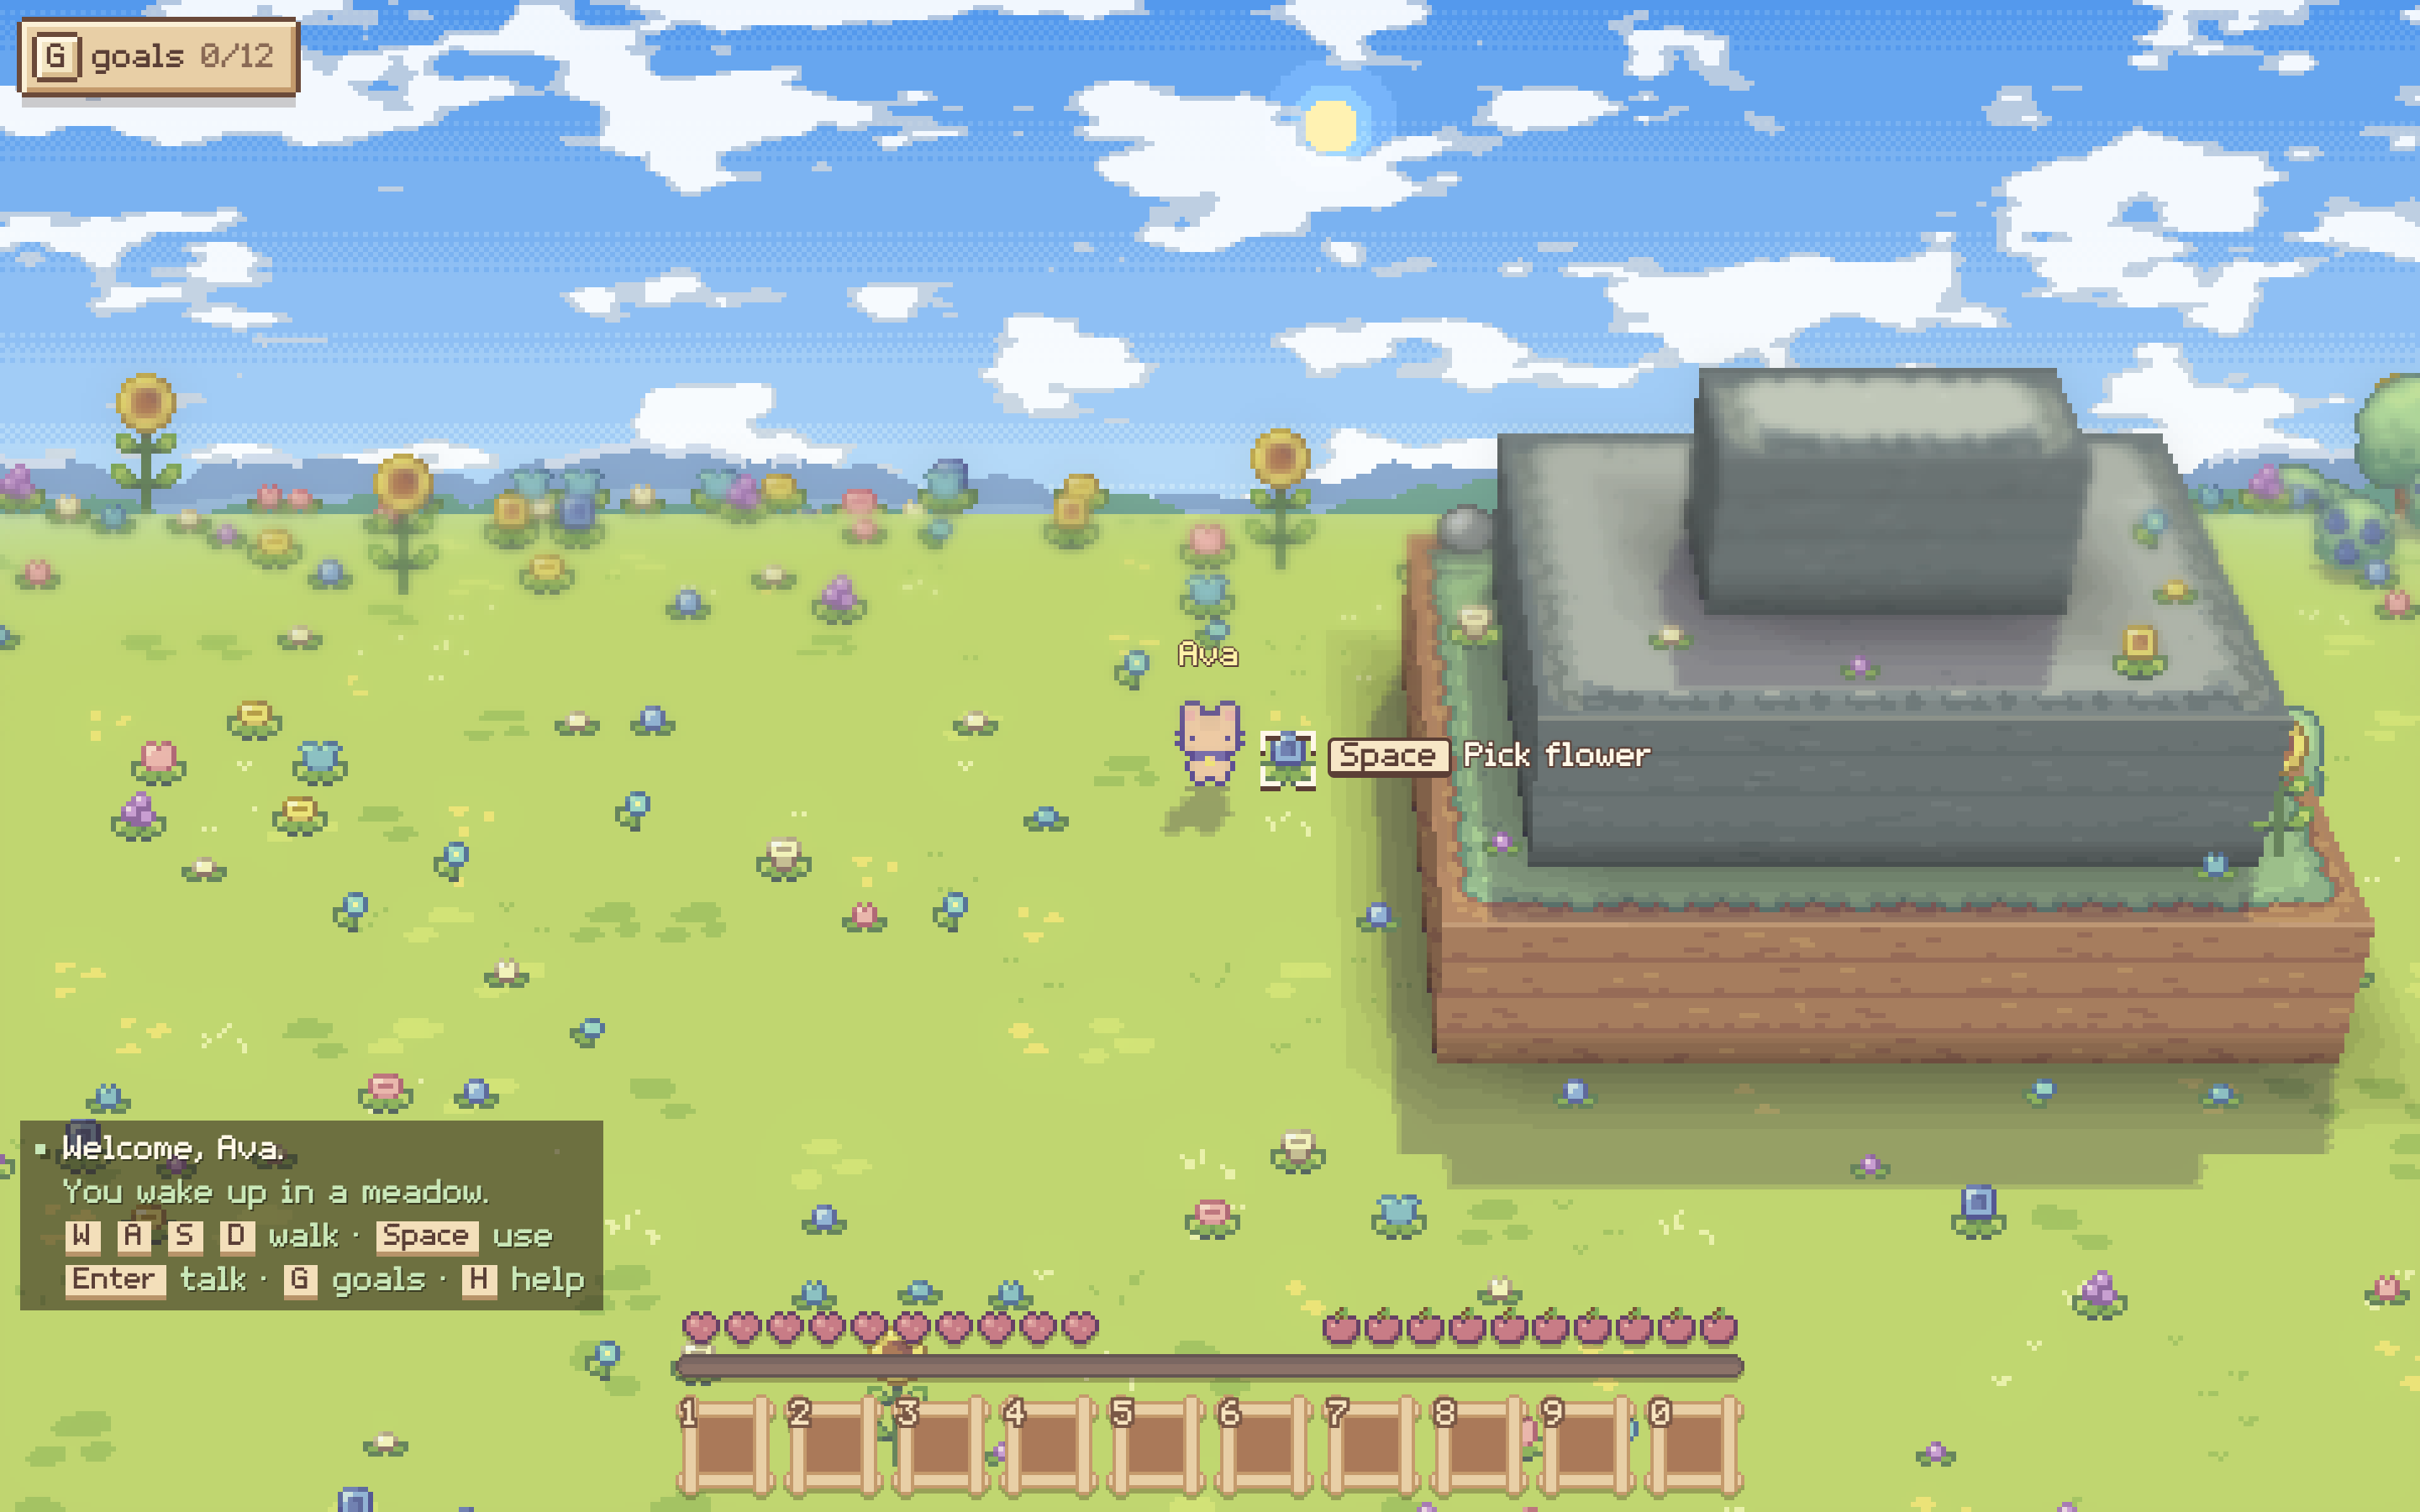 G goals 0/12
Ava
Space Pick flower
Welcome, Ava.
You wake up in a meadow.
W A S D walk · Space use
Enter talk · G goals · H help
1 2 3 4 5 6 7 8 9 0